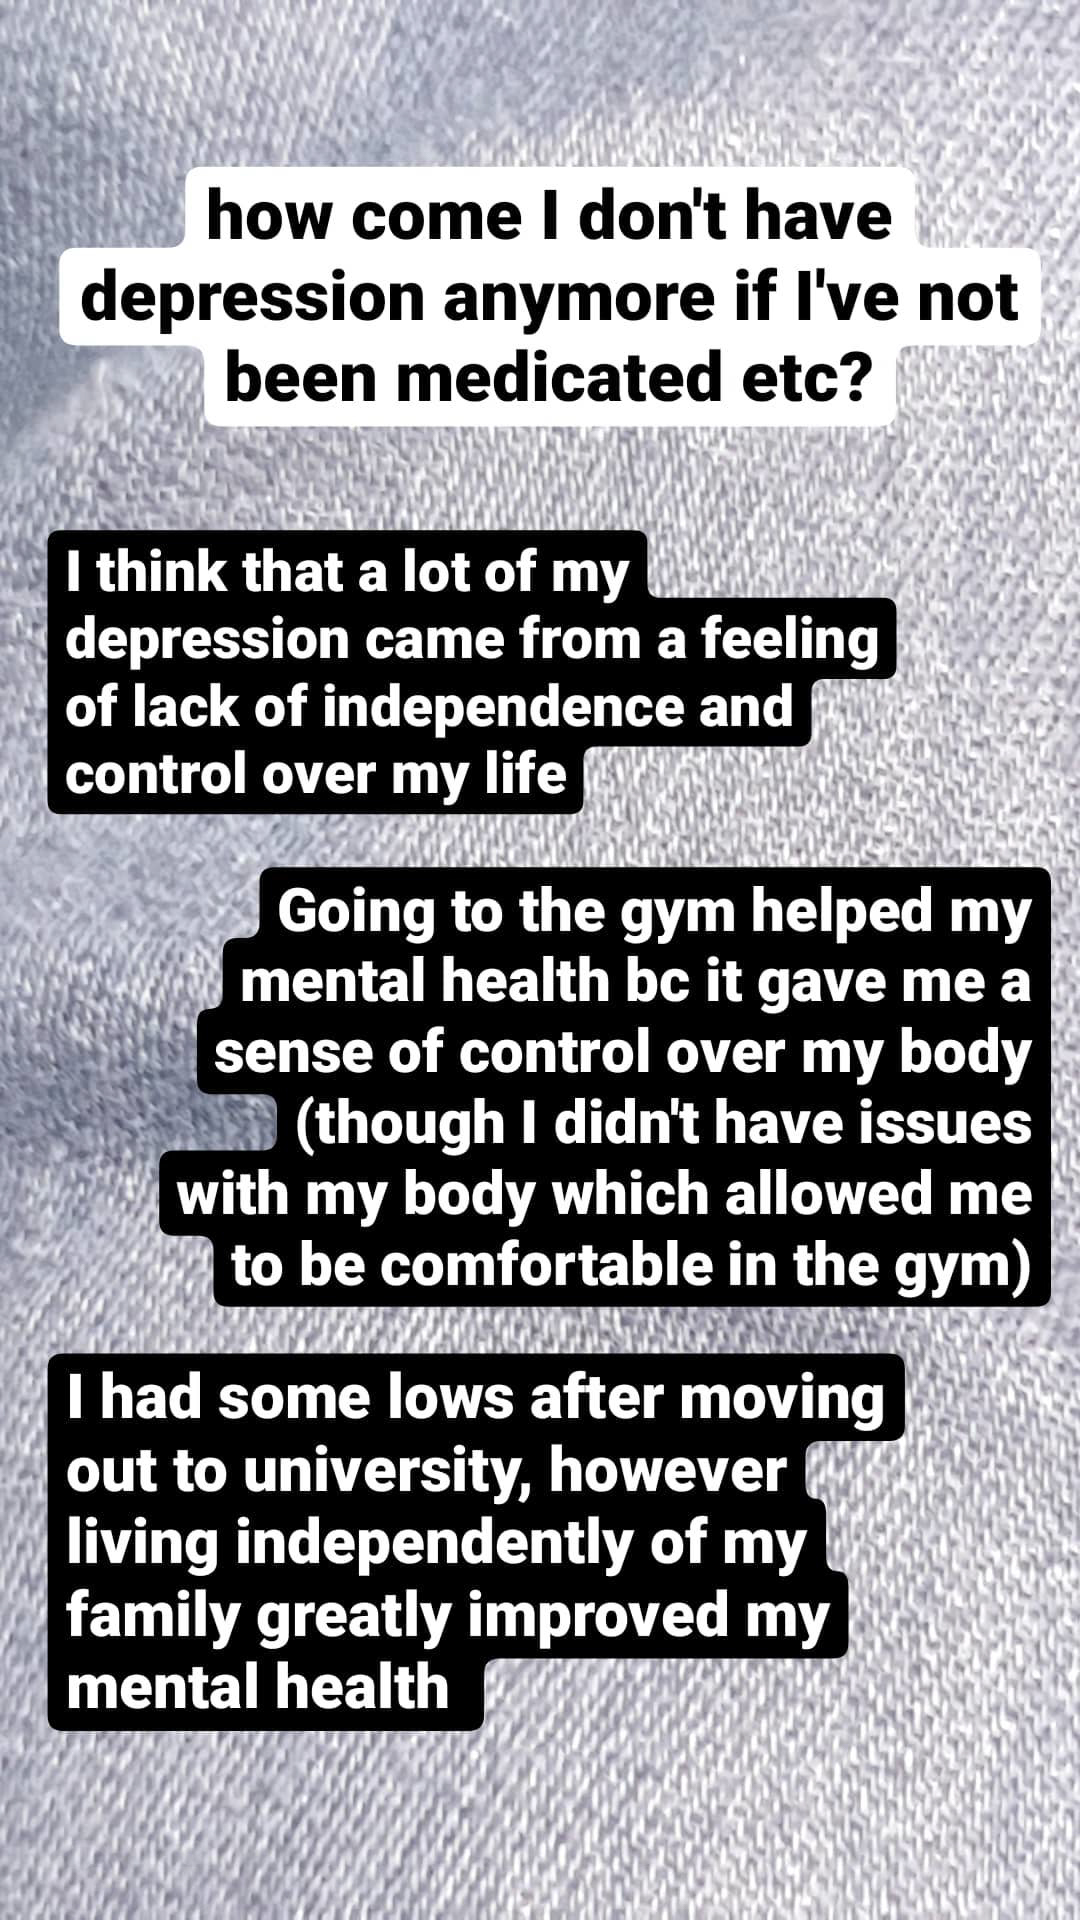 how come I don't have
depression anymore if I've not
been medicated etc?
I think that a lot of my
depression came from a feeling
of lack of independence and
control over my life
Going to the gym helped my
mental health bc it gave me a
sense of control over my body
(though I didn't have issues
with my body which allowed me
to be comfortable in the gym)
I had some lows after moving
out to university, however
living independently of my
family greatly improved my
mental health